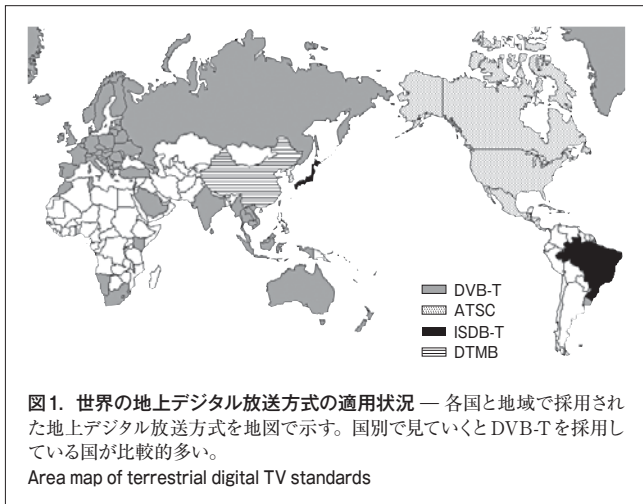 DVB-T
ATSC
ISDB-T
DTMB
図1. 世界の地上デジタル放送方式の適用状況 — 各国と地域で採用され
た地上デジタル放送方式を地図で示す。国別で見ていくとDVB-Tを採用し
ている国が比較的多い。
Area map of terrestrial digital TV standards